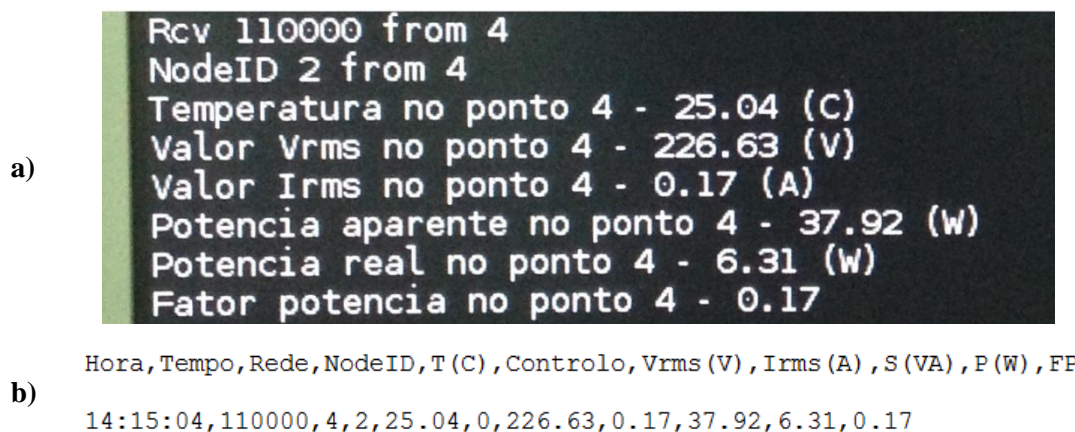 a)
Rcv 110000 from 4
NodeID 2 from 4
Temperatura no ponto 4 - 25.04 (C)
Valor Vrms no ponto 4 - 226.63 (V)
Valor Irms no ponto 4 - 0.17 (A)
Potencia aparente no ponto 4 - 37.92 (W)
Potencia real no ponto 4 - 6.31 (W)
Fator potencia no ponto 4 - 0.17
b)
Hora,Tempo,Rede,NodeID,T(C),Controlo,Vrms(V),Irms(A),S(VA),P(W),FP
14:15:04,110000,4,2,25.04,0,226.63,0.17,37.92,6.31,0.17